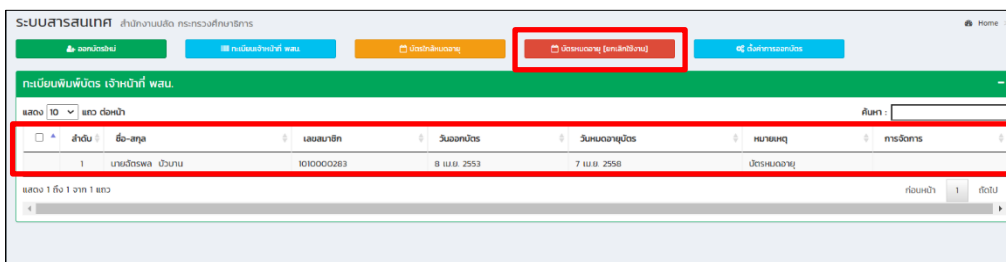 ระบบสารสนเทศ สำนักงานปลัด กระทรวงศึกษาธิการ Home
ออกบัตรใหม่ ทะเบียนเจ้าหน้าที่ พสน. บัตรใกล้หมดอายุ บัตรหมดอายุ [ยกเลิกใช้งาน] ตั้งค่าการออกบัตร
ทะเบียนพิมพ์บัตร เจ้าหน้าที่ พสน.
แสดง 10 แถว ต่อหน้า ค้นหา :
ลำดับ ชื่อ-สกุล เลขสมาชิก วันออกบัตร วันหมดอายุบัตร หมายเหตุ การจัดการ
1 นายฉัตรพล บัวบาน 1010000283 8 เม.ย. 2553 7 เม.ย. 2558 บัตรหมดอายุ
แสดง 1 ถึง 1 จาก 1 แถว ก่อนหน้า 1 ถัดไป